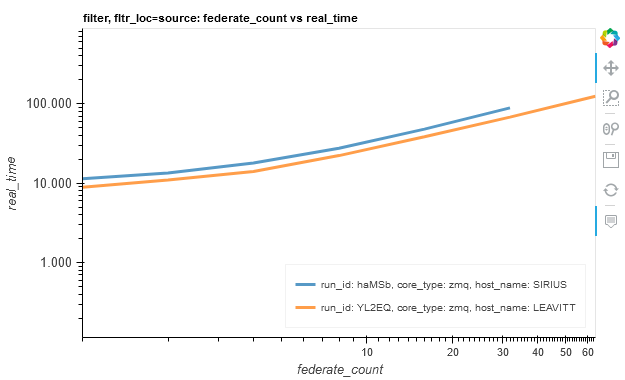 filter, fltr_loc=source: federate_count vs real_time
100.000
10.000
1.000
real_time
run_id: haMSb, core_type: zmq, host_name: SIRIUS
run_id: YL2EQ, core_type: zmq, host_name: LEAVITT
10
20
30
40
50
60
federate_count